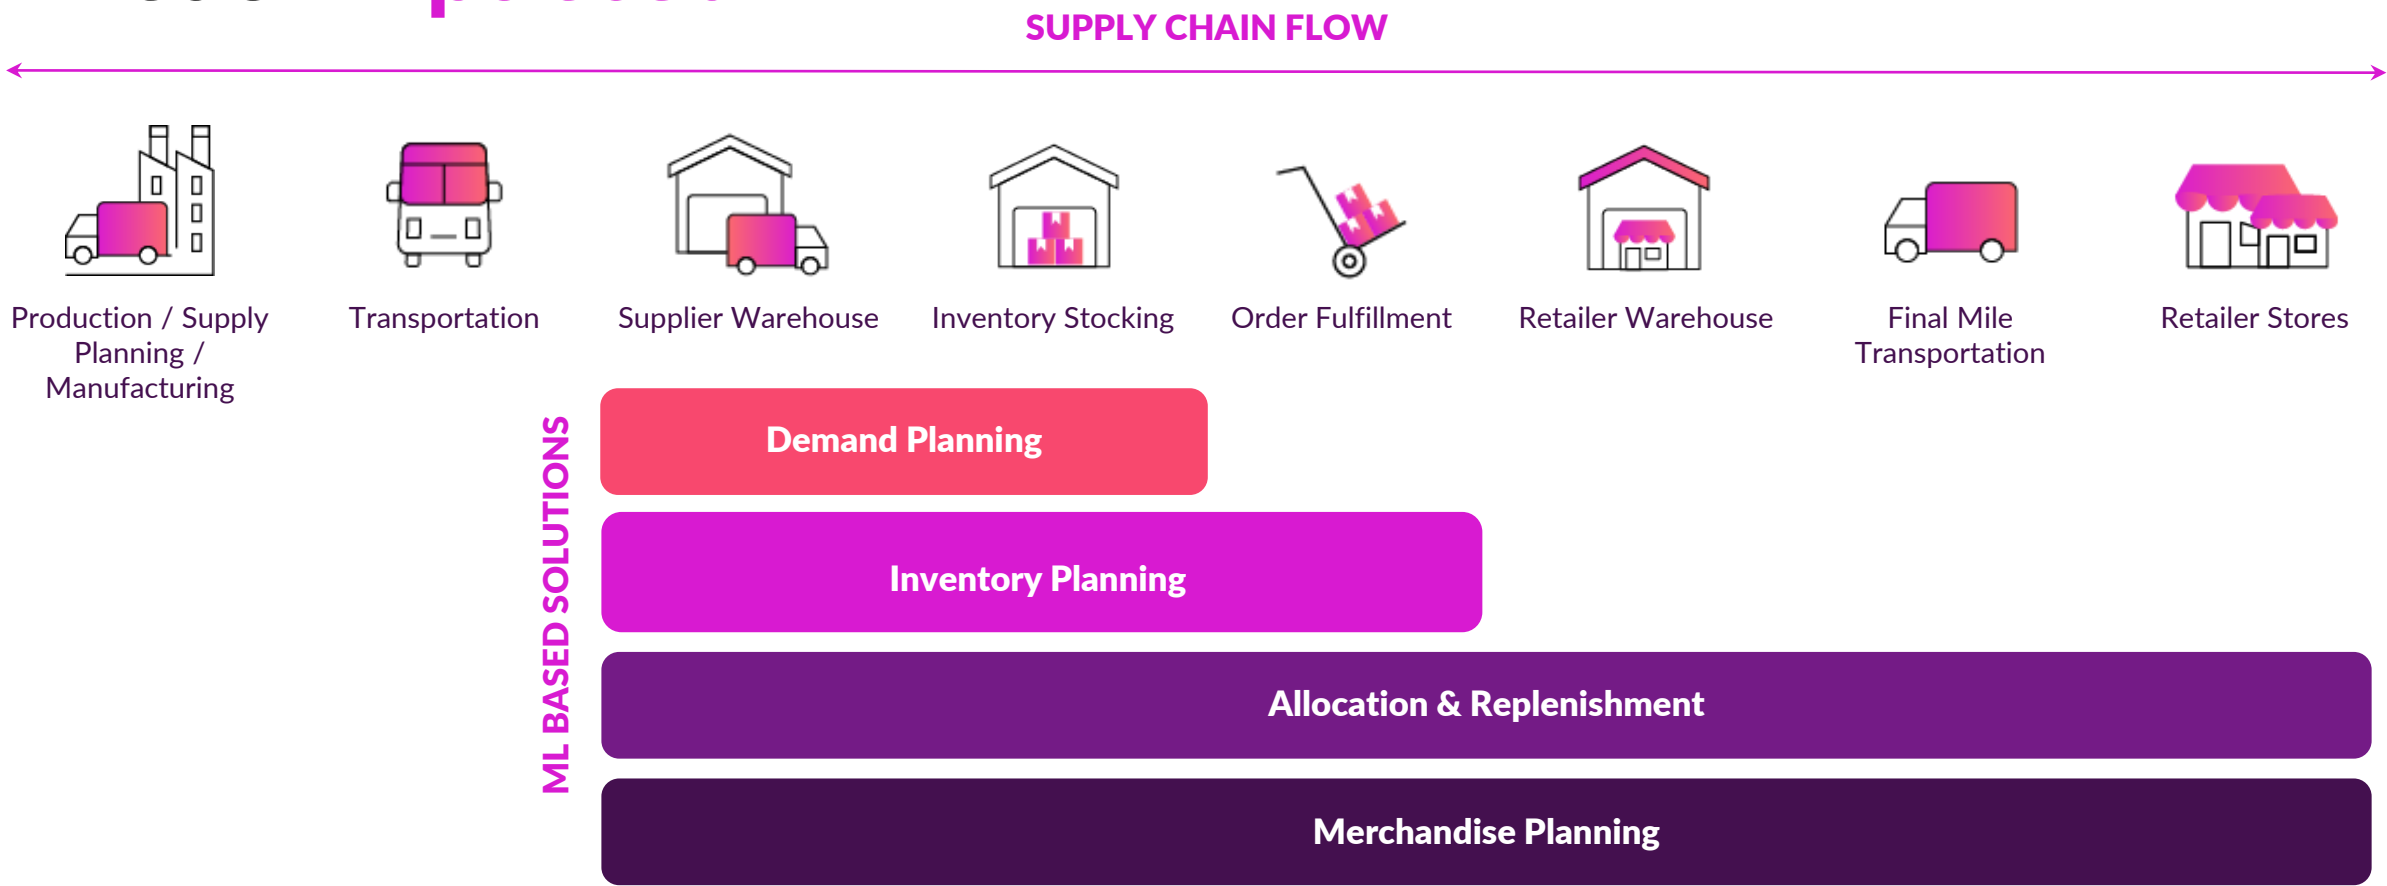 SUPPLY CHAIN FLOW
Production / Supply
Planning /
Manufacturing
Transportation
Supplier Warehouse
Inventory Stocking
Order Fulfillment
Retailer Warehouse
Final Mile
Transportation
Retailer Stores
ML BASED SOLUTIONS
Demand Planning
Inventory Planning
Allocation & Replenishment
Merchandise Planning